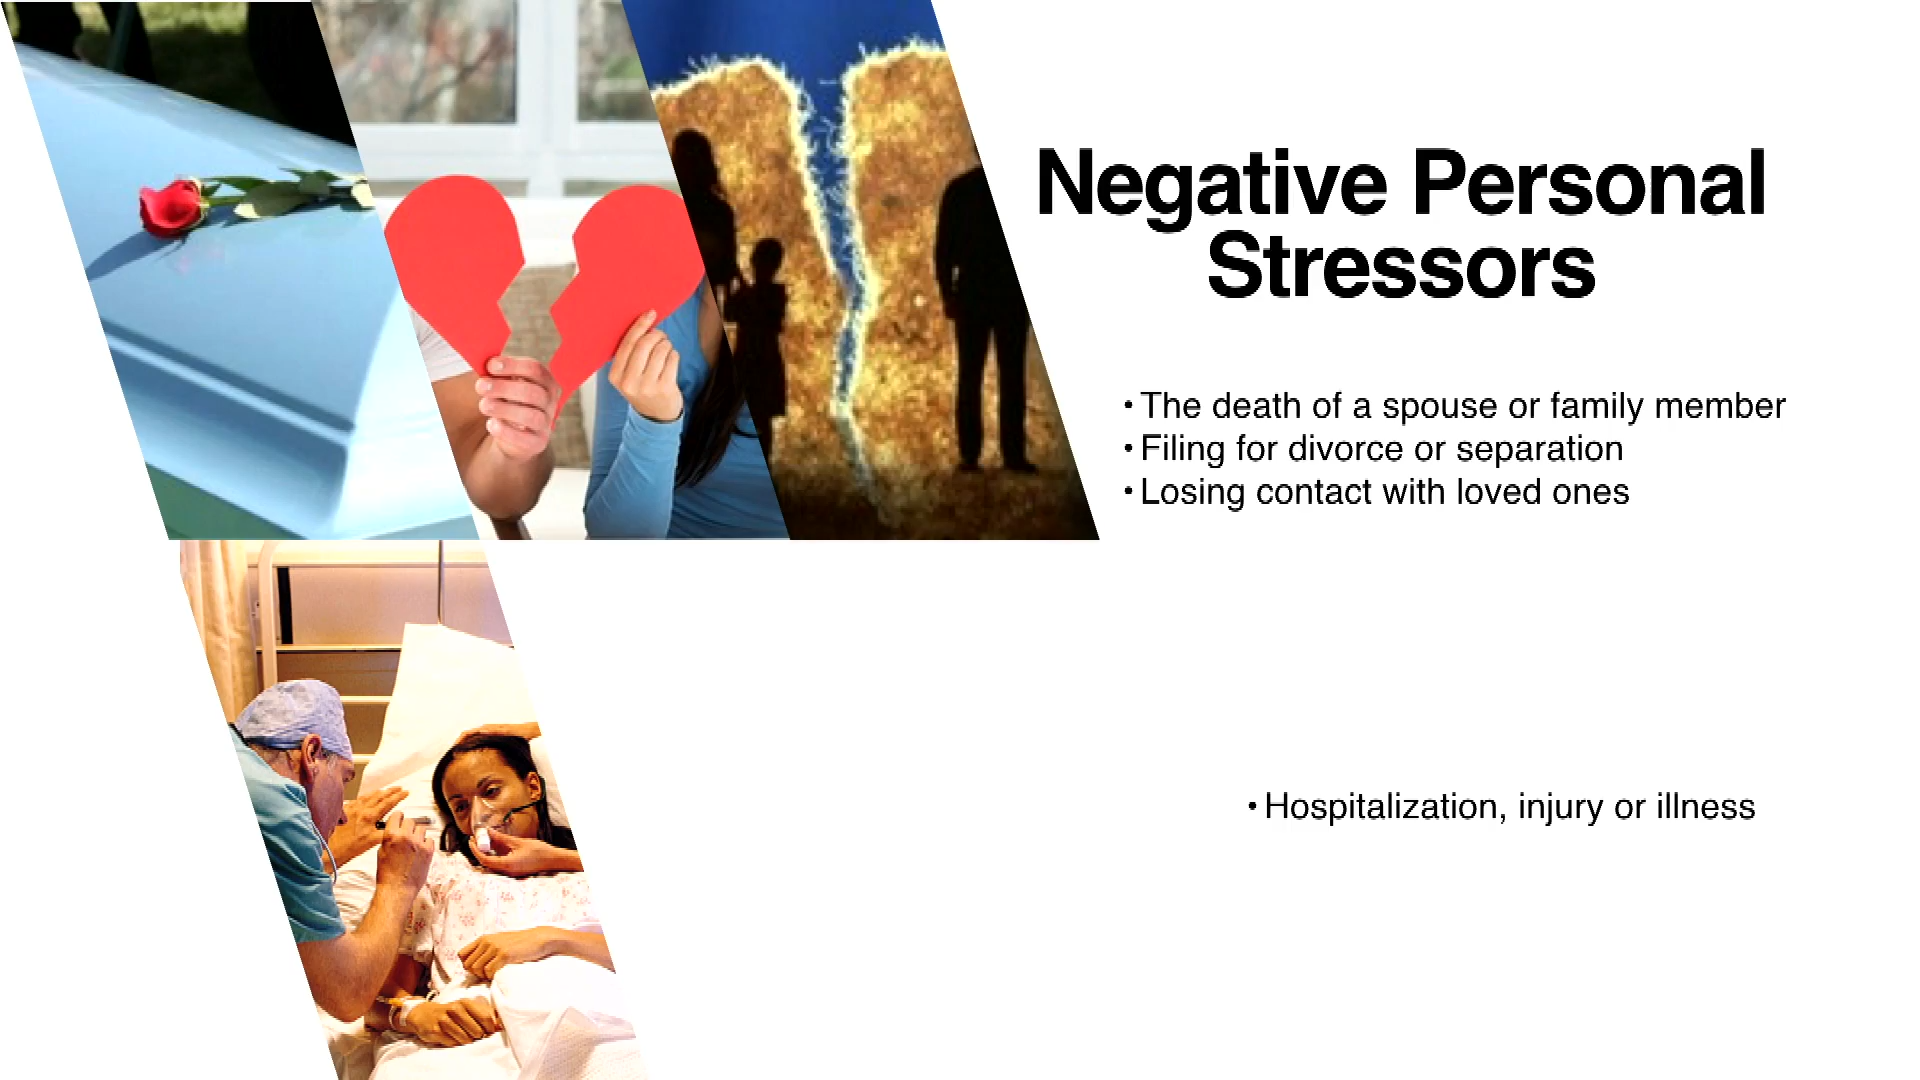 Negative Personal
Stressors
• The death of a spouse or family member
• Filing for divorce or separation
• Losing contact with loved ones
• Hospitalization, injury or illness